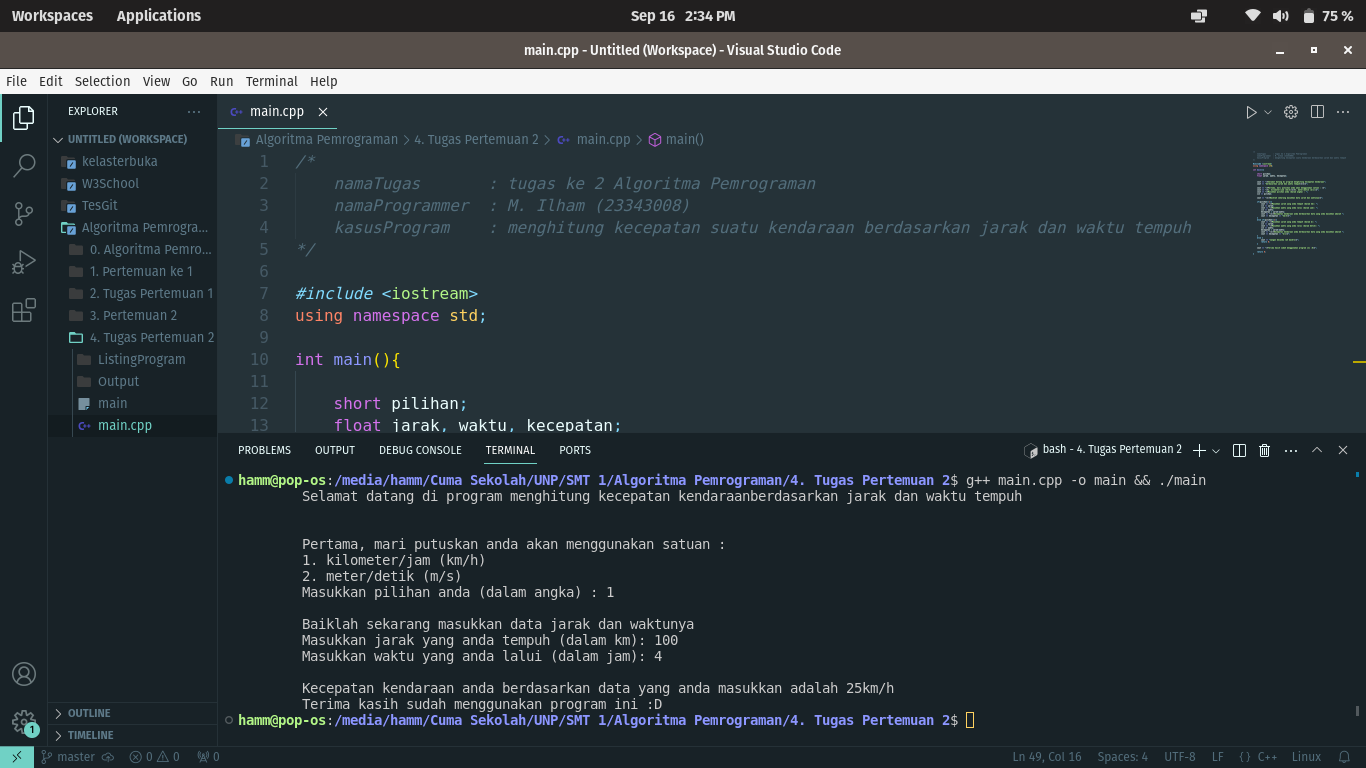 Workspaces Applications Sep 16 2:34 PM 75 %
main.cpp - Untitled (Workspace) - Visual Studio Code
File Edit Selection View Go Run Terminal Help
EXPLORER
UNTITLED (WORKSPACE)
kelasterbuka
W3School
TesGit
Algoritma Pemrogra...
0. Algoritma Pemro...
1. Pertemuan ke 1
2. Tugas Pertemuan 1
3. Pertemuan 2
4. Tugas Pertemuan 2
ListingProgram
Output
main
main.cpp
OUTLINE
TIMELINE
main.cpp
Algoritma Pemrograman > 4. Tugas Pertemuan 2 > main.cpp > main()
1 /*
2 namaTugas : tugas ke 2 Algoritma Pemrograman
3 namaProgrammer : M. Ilham (23343008)
4 kasusProgram : menghitung kecepatan suatu kendaraan berdasarkan jarak dan waktu tempuh
5 */
6
7 #include <iostream>
8 using namespace std;
9
10 int main(){
11
12 short pilihan;
13 float jarak, waktu, kecepatan;
PROBLEMS OUTPUT DEBUG CONSOLE TERMINAL PORTS
bash - 4. Tugas Pertemuan 2
hamm@pop-os:/media/hamm/Cuma Sekolah/UNP/SMT 1/Algoritma Pemrograman/4. Tugas Pertemuan 2$ g++ main.cpp -o main && ./main
Selamat datang di program menghitung kecepatan kendaraanberdasarkan jarak dan waktu tempuh
Pertama, mari putuskan anda akan menggunakan satuan :
1. kilometer/jam (km/h)
2. meter/detik (m/s)
Masukkan pilihan anda (dalam angka) : 1
Baiklah sekarang masukkan data jarak dan waktunya
Masukkan jarak yang anda tempuh (dalam km): 100
Masukkan waktu yang anda lalui (dalam jam): 4
Kecepatan kendaraan anda berdasarkan data yang anda masukkan adalah 25km/h
Terima kasih sudah menggunakan program ini :D
hamm@pop-os:/media/hamm/Cuma Sekolah/UNP/SMT 1/Algoritma Pemrograman/4. Tugas Pertemuan 2$
1
master 0 0 0 Ln 49, Col 16 Spaces: 4 UTF-8 LF {} C++ Linux